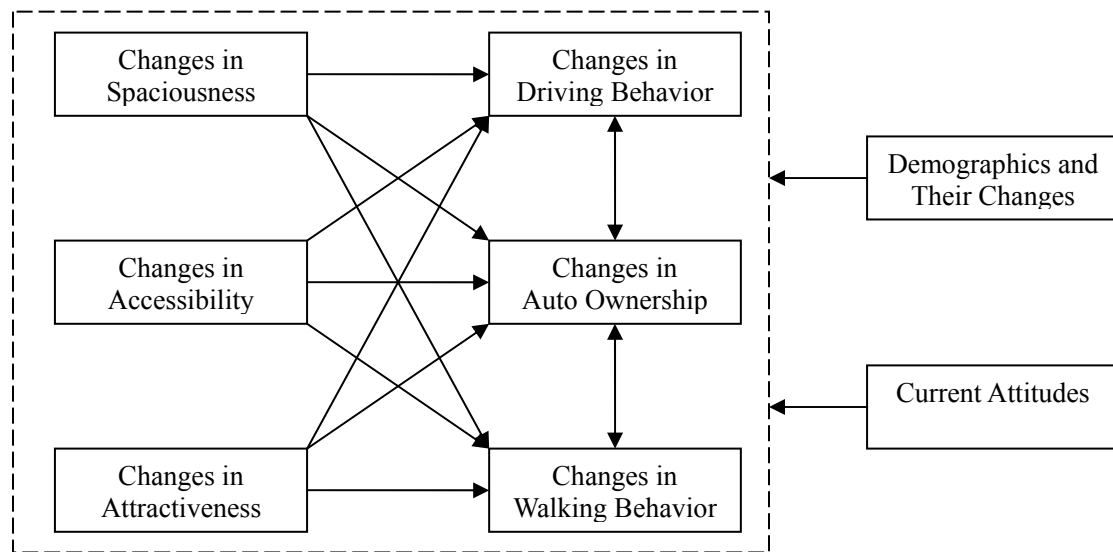 Changes in
Spaciousness
Changes in
Driving Behavior
Demographics and
Their Changes
Changes in
Accessibility
Changes in
Auto Ownership
Current Attitudes
Changes in
Attractiveness
Changes in
Walking Behavior